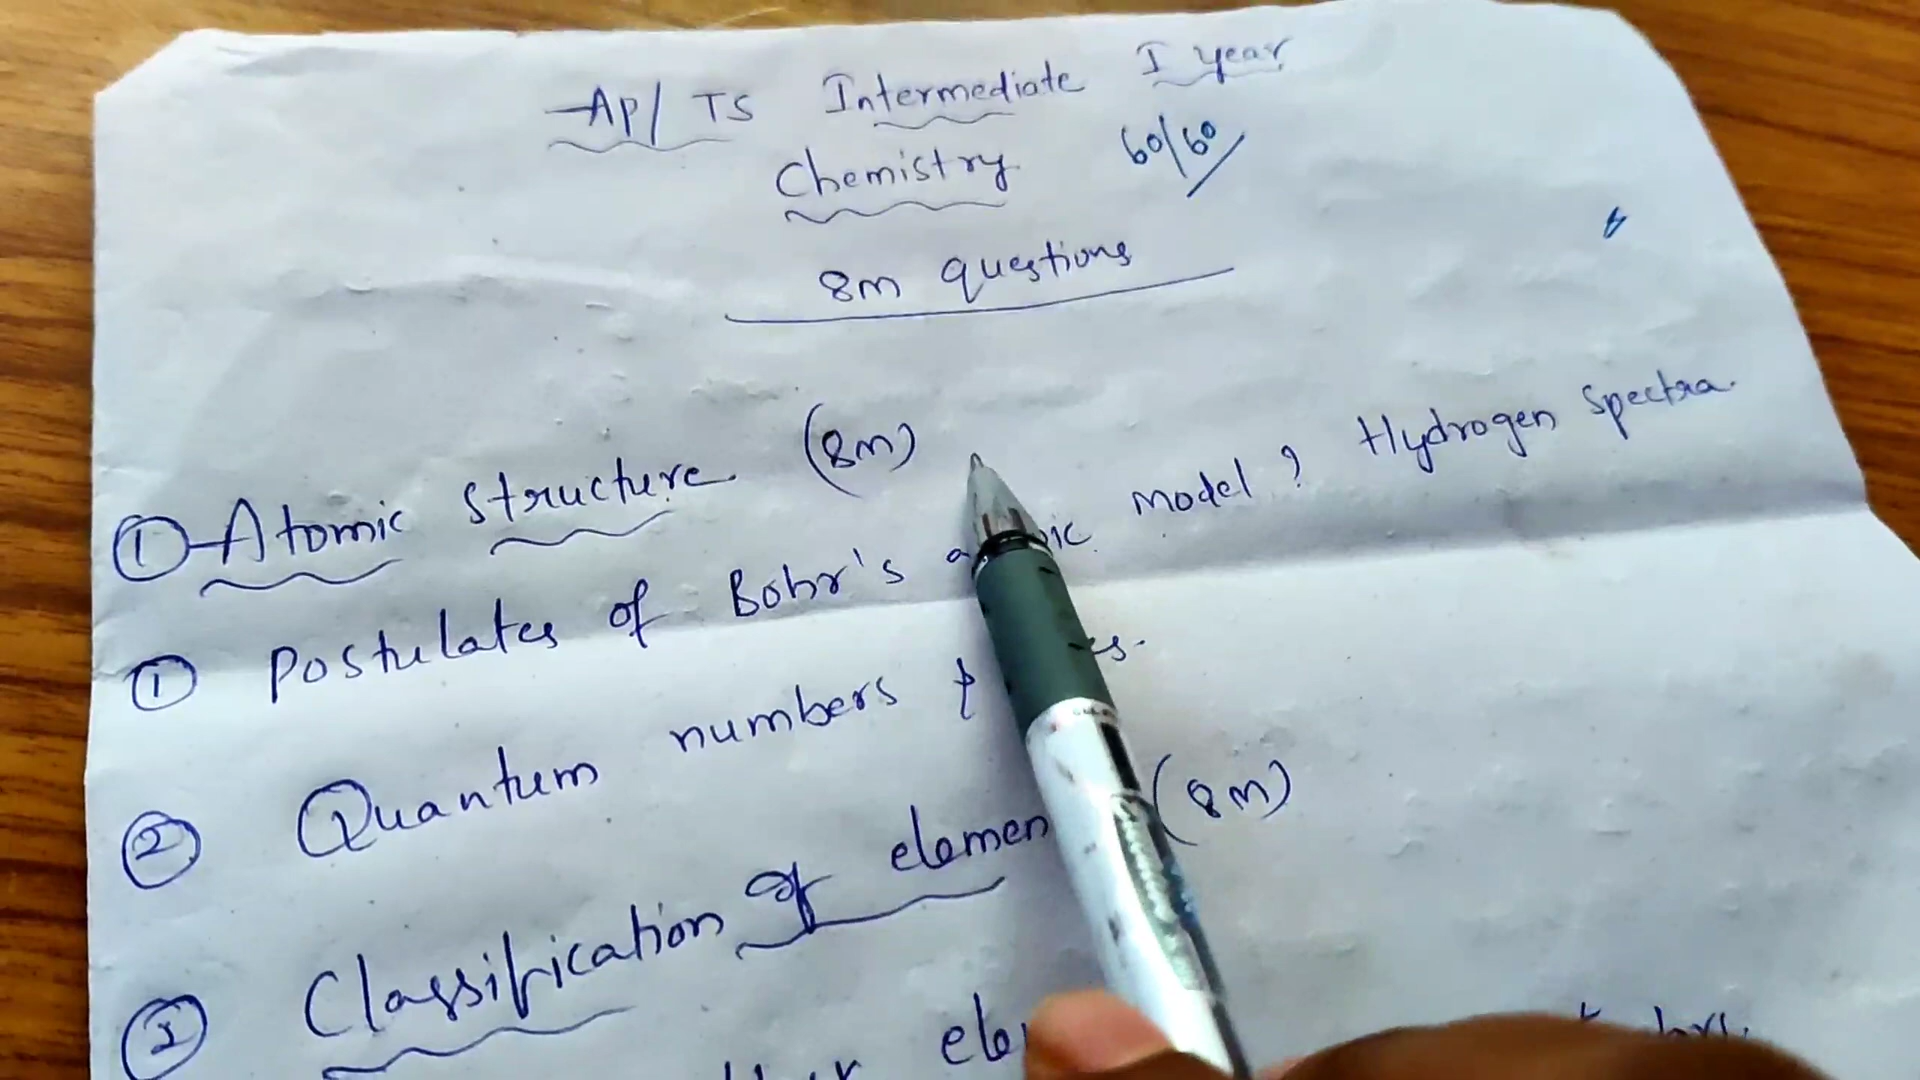 AP/TS Intermediate I year
Chemistry 60/60
8m questions
① Atomic structure (8m)
① Postulates of Bohr's model? Hydrogen spectra.
② Quantum numbers
② Classification of (8m)